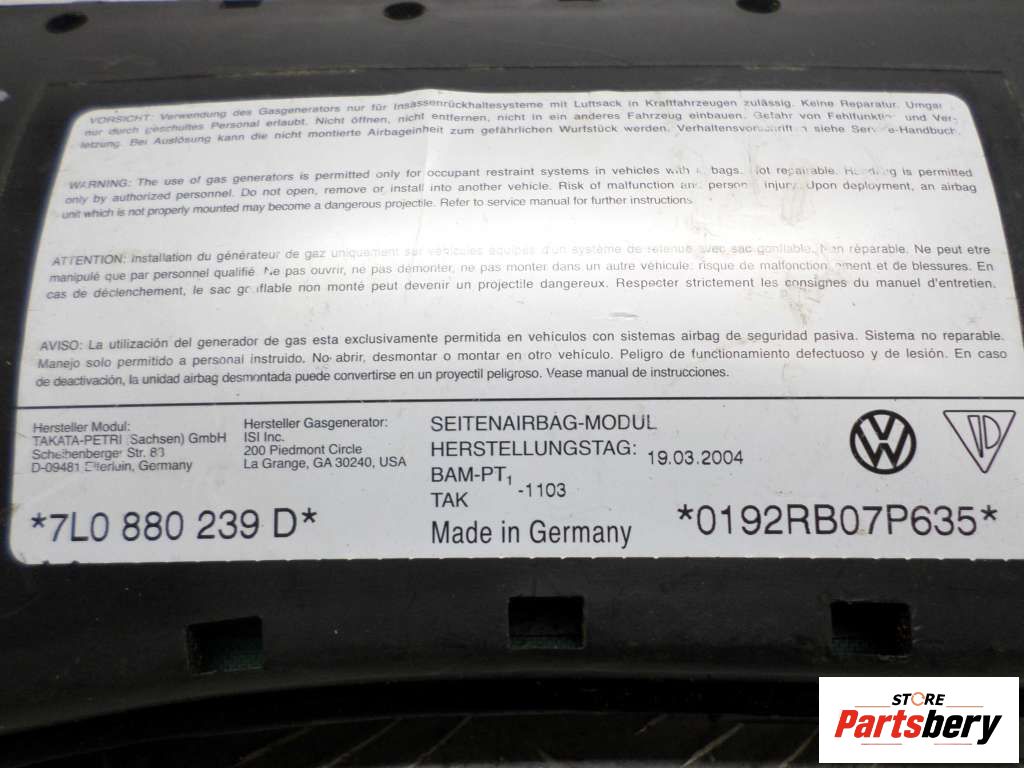 VORSICHT: Verwendung des Gasgenerators nur für Insassenrückhaltesysteme mit Luftsack in Kraftfahrzeugen zulässig. Keine Reparatur. Umgang
nur durch geschultes Personal erlaubt. Nicht öffnen, nicht entfernen, nicht in ein anderes Fahrzeug einbauen. Gefahr von Fehlfunktion und Ver-
letzung. Bei Auslösung kann die nicht montierte Airbageinheit zum gefährlichen Wurfstück werden. Verhaltensvorschriften siehe Service-Handbuch.
WARNING: The use of gas generators is permitted only for occupant restraint systems in vehicles with bags. Not repairable. Handling is permitted
only by authorized personnel. Do not open, remove or install into another vehicle. Risk of malfunction and personal injury. Upon deployment, an airbag
unit which is not properly mounted may become a dangerous projectile. Refer to service manual for further instructions
ATTENTION: Installation du générateur de gaz uniquement sur véhicules équipés d'un système de retenue avec sac gonflable. Non réparable. Ne peut etre
manipulé que par personnel qualifié. Ne pas ouvrir, ne pas démonter, ne pas monter dans un autre véhicule: risque de malfonctionnement et de blessures. En
cas de déclenchement, le sac gonflable non monté peut devenir un projectile dangereux. Respecter strictement les consignes du manuel d'entretien.
AVISO: La utilización del generador de gas esta exclusivamente permitida en vehículos con sistemas airbag de seguridad pasiva. Sistema no reparable.
Manejo solo permitido a personal instruido. No abrir, desmontar o montar en otro vehículo. Peligro de functionamiento defectuoso y de lesión. En caso
de deactivación, la unidad airbag desmontada puede convertirse en un proyectil peligroso. Vease manual de instrucciones.
Hersteller Modul:
TAKATA-PETRI (Sachsen) GmbH
Scheibenberger Str. 83
D-09481 Elterlein, Germany
Hersteller Gasgenerator:
ISI Inc.
200 Piedmont Circle
La Grange, GA 30240, USA
SEITENAIRBAG-MODUL
HERSTELLUNGSTAG: 19.03.2004
BAM-PT1 -1103
TAK
Made in Germany
VW
*7L0 880 239 D*
*0192RB07P635*
STORE
Partsbery